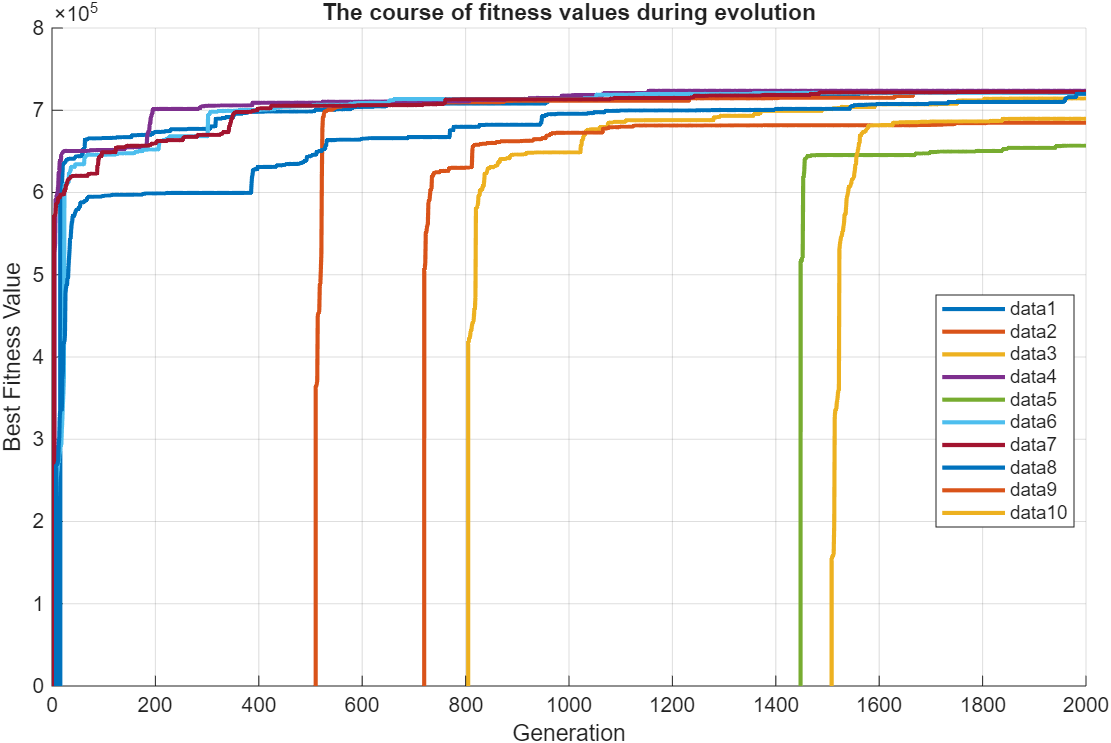 The course of fitness values during evolution
×10⁵
8
7
6
5
4
3
2
1
0
Best Fitness Value
data1
data2
data3
data4
data5
data6
data7
data8
data9
data10
0 200 400 600 800 1000 1200 1400 1600 1800 2000
Generation